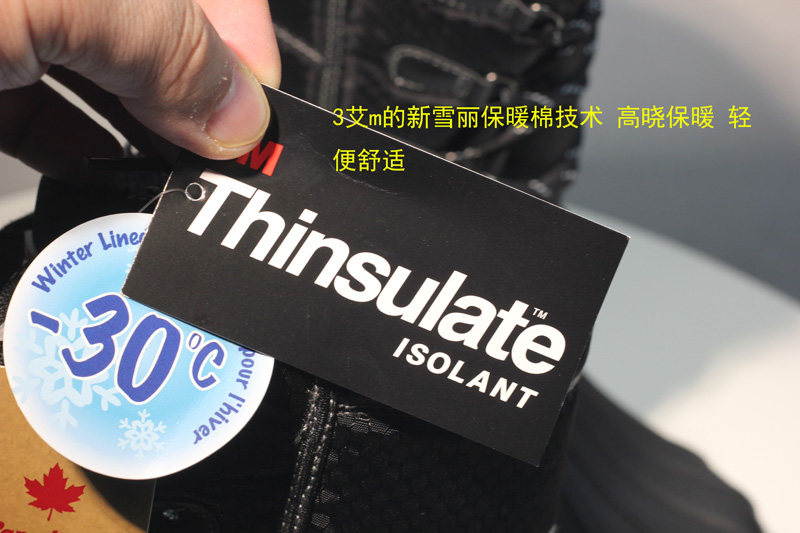 3艾m的新雪丽保暖棉技术 高晓保暖 轻
便舒适
M
Thinsulate™
ISOLANT
Winter Line
-30°C
pour l'hiver